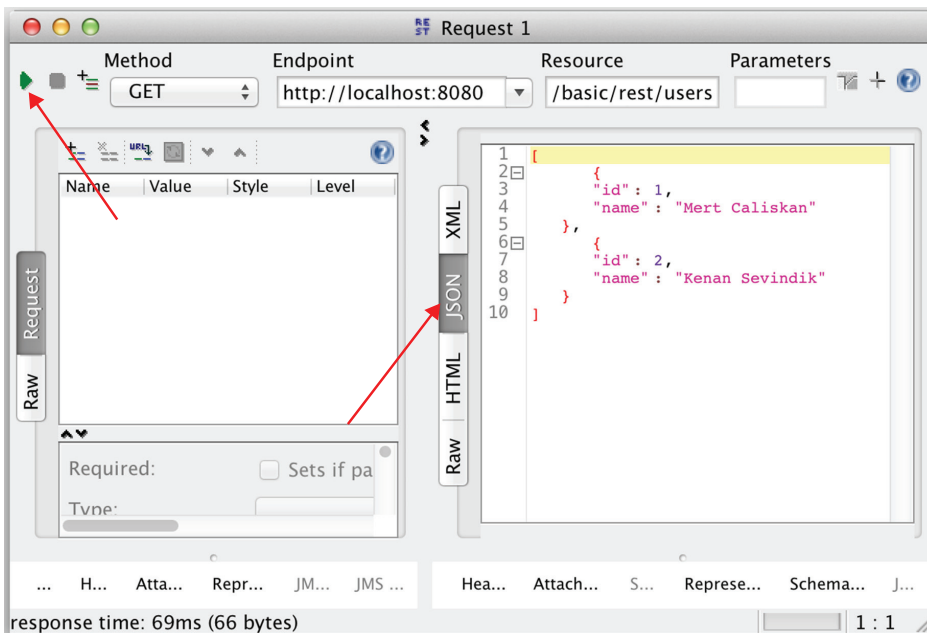 REST Request 1
Method Endpoint Resource Parameters
GET http://localhost:8080 /basic/rest/users
URL
Name Value Style Level
Request
Raw
Required: Sets if pa
Type:
XML
JSON
HTML
Raw
1 [
2 {
3 "id": 1,
4 "name": "Mert Caliskan"
5 },
6 {
7 "id": 2,
8 "name": "Kenan Sevindik"
9 }
10 ]
... H... Atta... Repr... JM... JMS ...
Hea... Attach... S... Represe... Schema... J...
response time: 69ms (66 bytes) 1 : 1